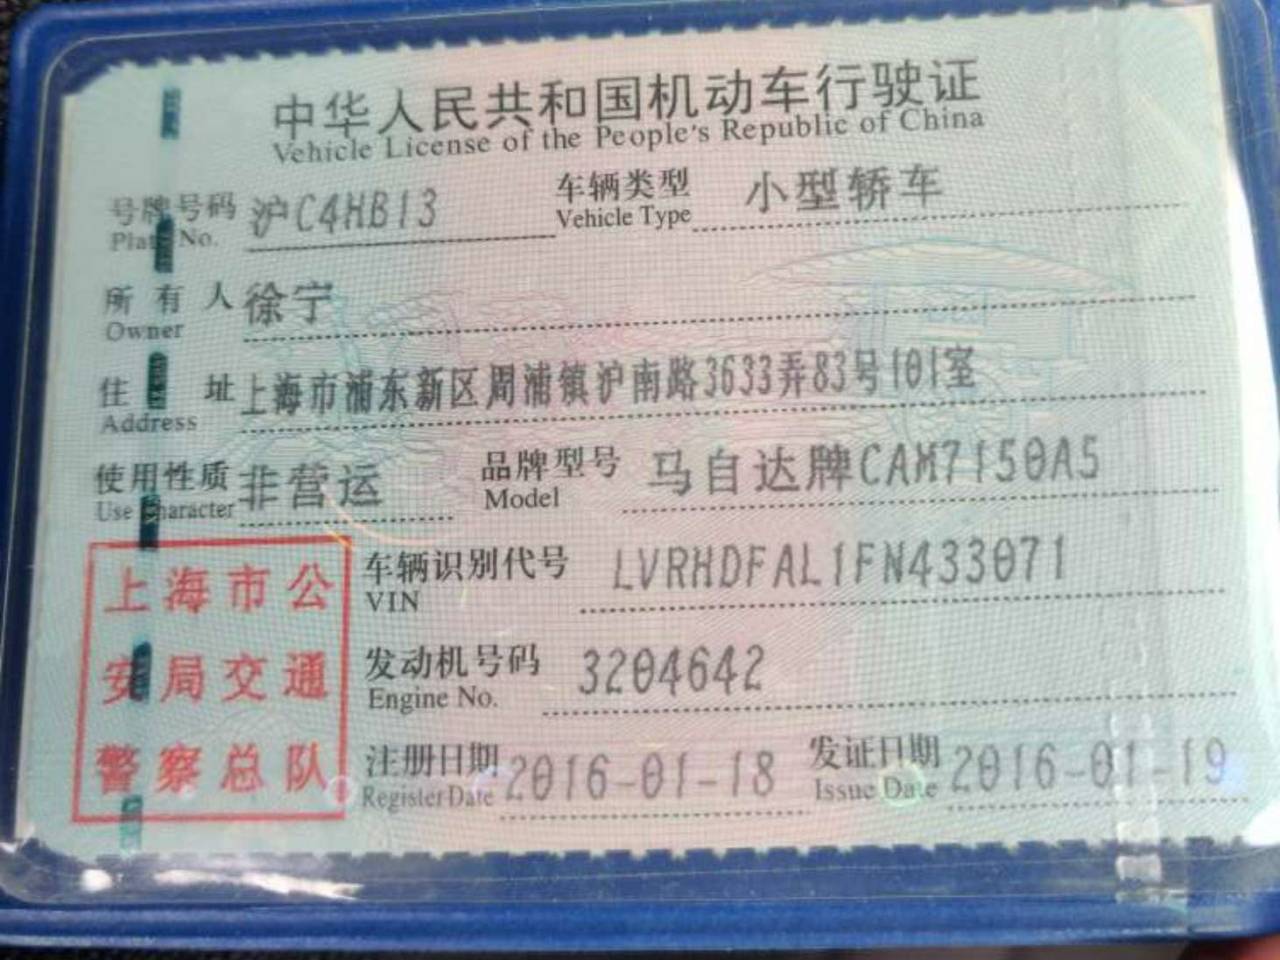 中华人民共和国机动车行驶证
Vehicle License of the People's Republic of China
号牌号码 沪C4HB13 车辆类型 小型轿车
Plate No. Vehicle Type
所有人 徐宁
Owner
住址 上海市浦东新区周浦镇沪南路3633弄83号101室
Address
使用性质 非营运 品牌型号 马自达牌CAM7150A5
Use Character Model
车辆识别代号 LVRHDFAL1FN433071
VIN
发动机号码 3204642
Engine No.
注册日期 2016-01-18 发证日期 2016-01-19
Register Date Issue Date
上海市公
安局交通
警察总队